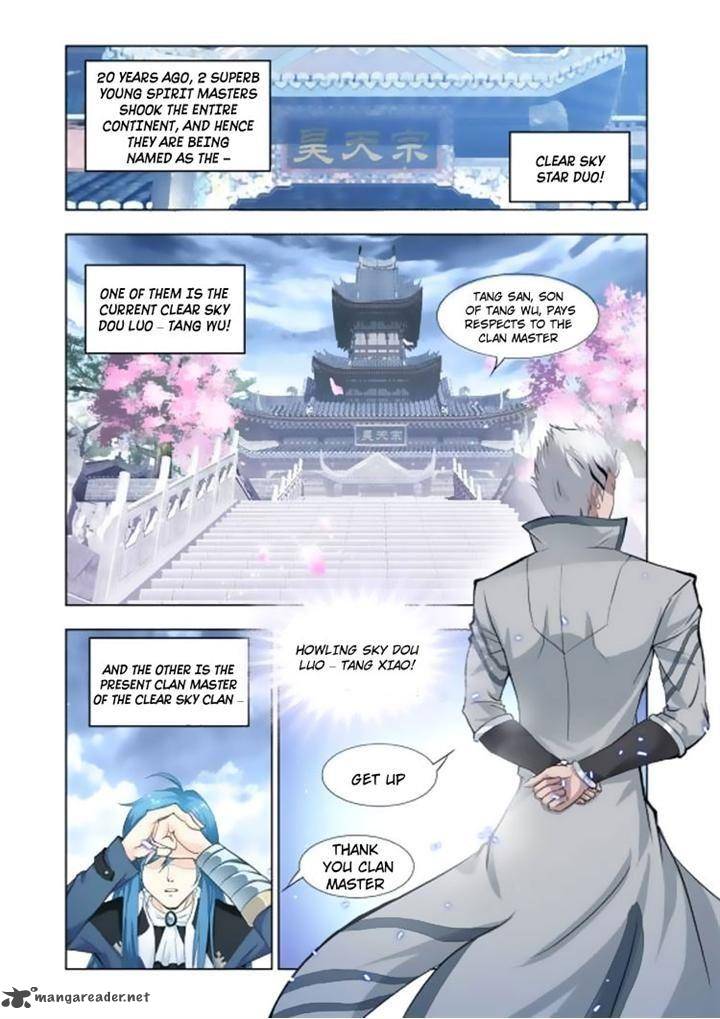 20 YEARS AGO, 2 SUPERB
YOUNG SPIRIT MASTERS
SHOOK THE ENTIRE
CONTINENT, AND HENCE
THEY ARE BEING
NAMED AS THE –
昊天宗
CLEAR SKY
STAR DUO!
ONE OF THEM IS THE
CURRENT CLEAR SKY
DOU LUO – TANG WU!
TANG SAN, SON
OF TANG WU, PAYS
RESPECTS TO THE
CLAN MASTER
昊天宗
AND THE OTHER IS THE
PRESENT CLAN MASTER
OF THE CLEAR SKY CLAN –
HOWLING SKY DOU
LUO – TANG XIAO!
GET UP
THANK
YOU CLAN
MASTER
mangareader.net